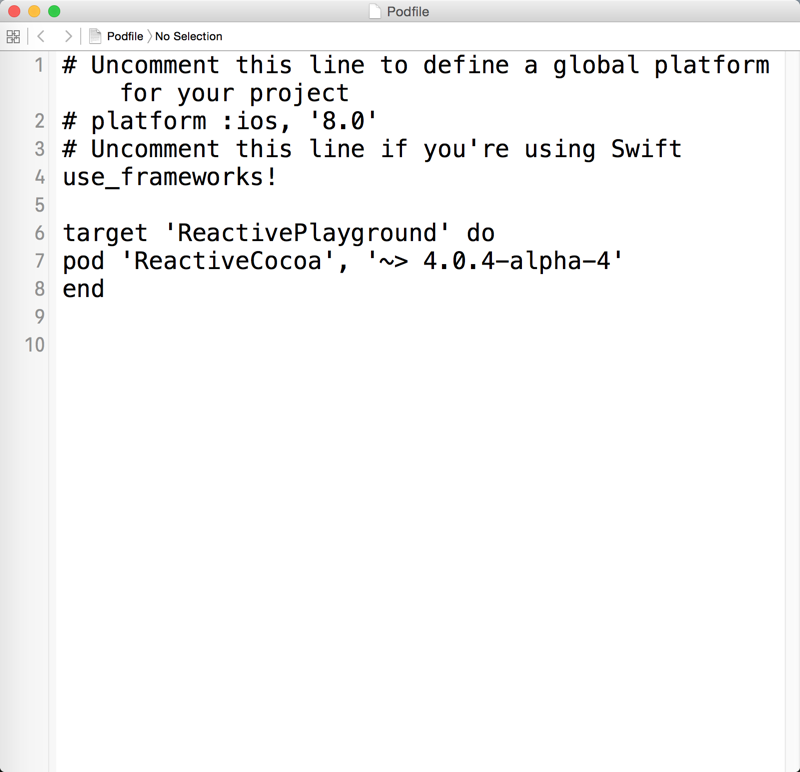 Podfile
Podfile 〉No Selection
1 # Uncomment this line to define a global platform
for your project
2 # platform :ios, '8.0'
3 # Uncomment this line if you're using Swift
4 use_frameworks!
5
6 target 'ReactivePlayground' do
7 pod 'ReactiveCocoa', '~> 4.0.4-alpha-4'
8 end
9
10